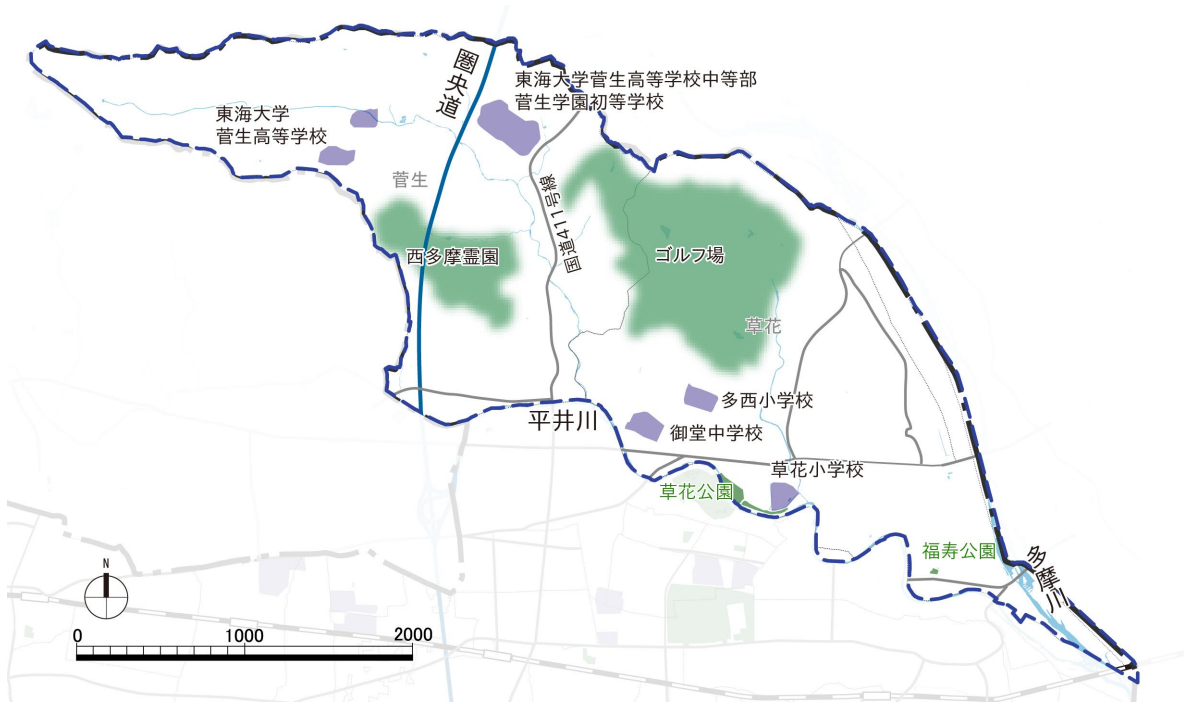 圏央道
東海大学菅生高等学校中等部
菅生学園初等学校
東海大学
菅生高等学校
菅生
国道411号線
西多摩霊園
ゴルフ場
草花
多西小学校
平井川
御堂中学校
草花小学校
草花公園
福寿公園
多摩川
N
0 1000 2000